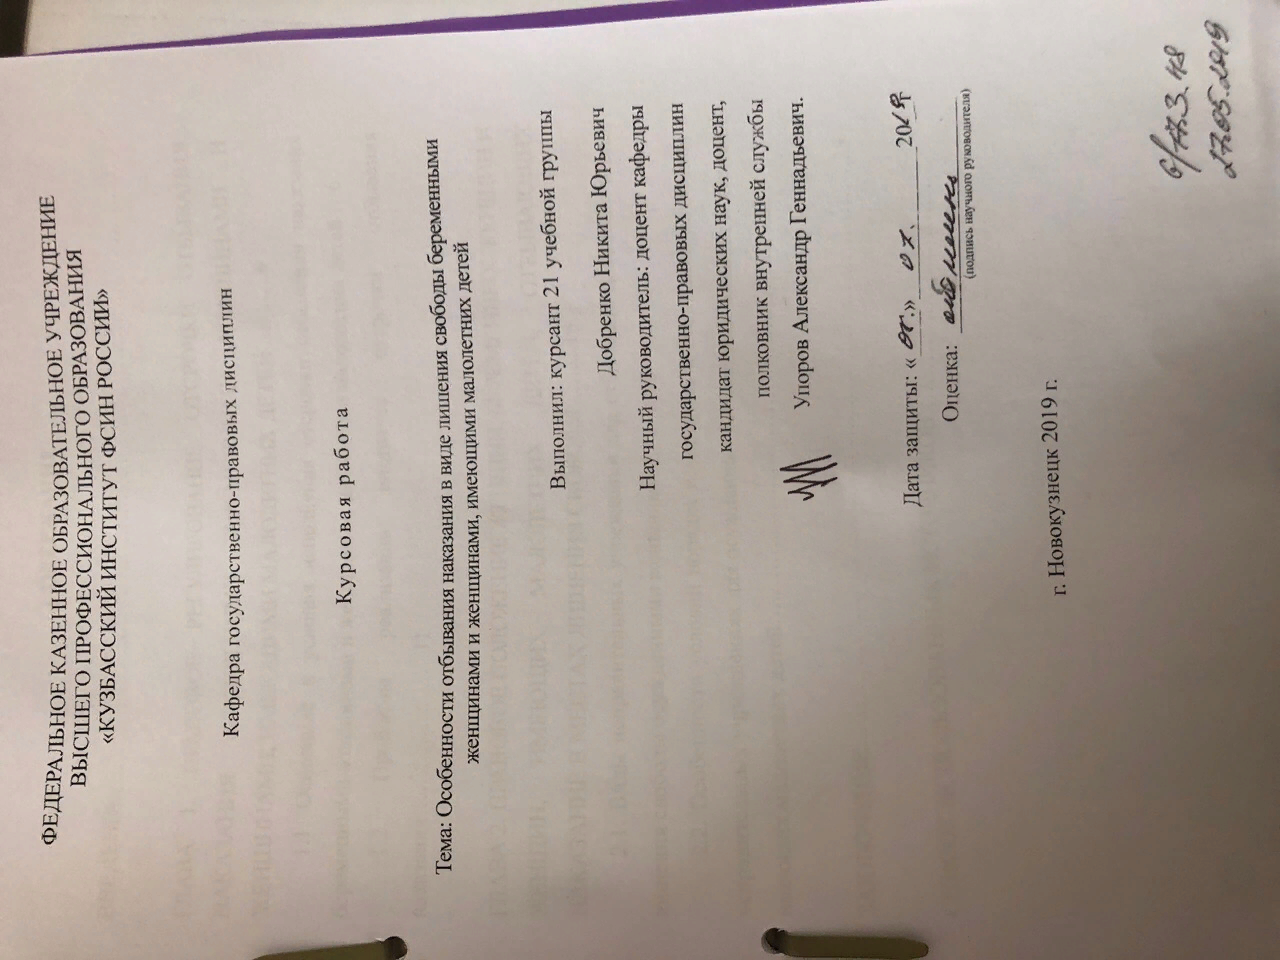 ФЕДЕРАЛЬНОЕ КАЗЕННОЕ ОБРАЗОВАТЕЛЬНОЕ УЧРЕЖДЕНИЕ
ВЫСШЕГО ПРОФЕССИОНАЛЬНОГО ОБРАЗОВАНИЯ
«КУЗБАССКИЙ ИНСТИТУТ ФСИН РОССИИ»
Кафедра государственно-правовых дисциплин
Курсовая работа
Тема: Особенности отбывания наказания в виде лишения свободы беременными
женщинами и женщинами, имеющими малолетних детей
Выполнил: курсант 21 учебной группы
Добренко Никита Юрьевич
Научный руководитель: доцент кафедры
государственно-правовых дисциплин
кандидат юридических наук, доцент,
полковник внутренней службы
Упоров Александр Геннадьевич.
Дата защиты: « » 07. 20
Оценка:
(подпись научного руководителя)
г. Новокузнецк 2019 г.
27.05.2019